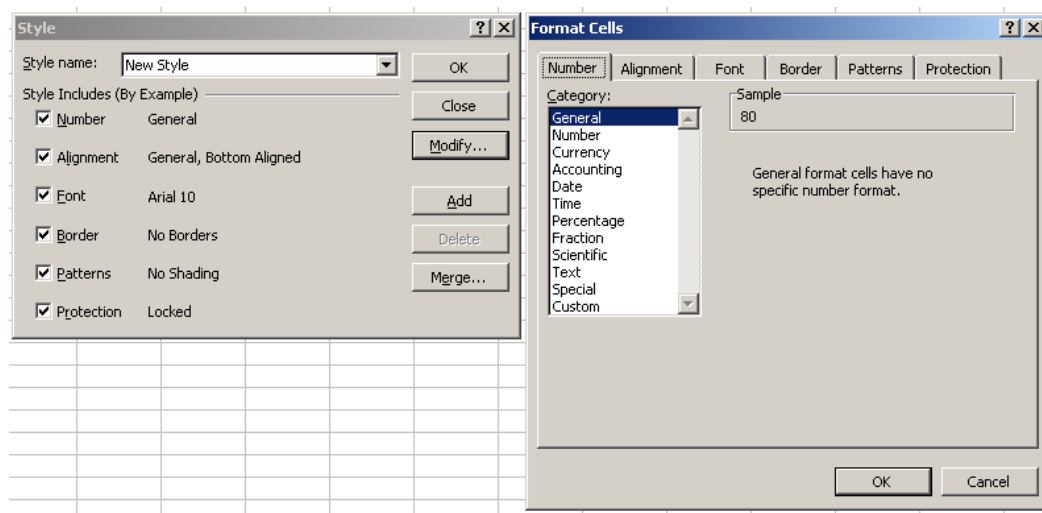 Style
Style name: New Style
OK
Style Includes (By Example)
Close
Number General
Modify...
Alignment General, Bottom Aligned
Font Arial 10
Add
Border No Borders
Delete
Patterns No Shading
Merge...
Protection Locked
Format Cells
Number Alignment Font Border Patterns Protection
Category:
General
Number
Currency
Accounting
Date
Time
Percentage
Fraction
Scientific
Text
Special
Custom
Sample
80
General format cells have no
specific number format.
OK Cancel